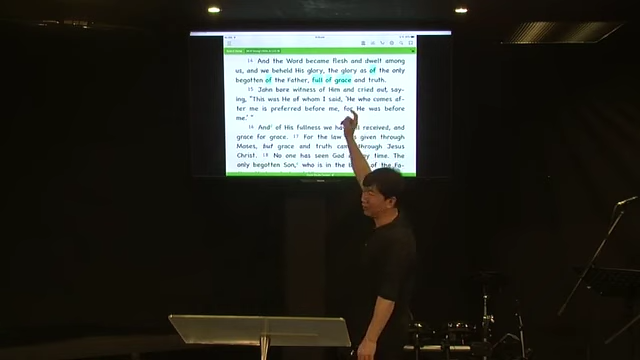 14 And the Word became flesh and dwelt among
us, and we beheld His glory, the glory as of the only
begotten of the Father, full of grace and truth.
15 John bore witness of Him and cried out, say-
ing, "This was He of whom I said, 'He who comes af-
ter me is preferred before me, for He was before
me.' "
16 And of His fullness we have all received, and
grace for grace. 17 For the law was given through
Moses, but grace and truth came through Jesus
Christ. 18 No one has seen God at any time. The
only begotten Son, who is in the of the Fa-